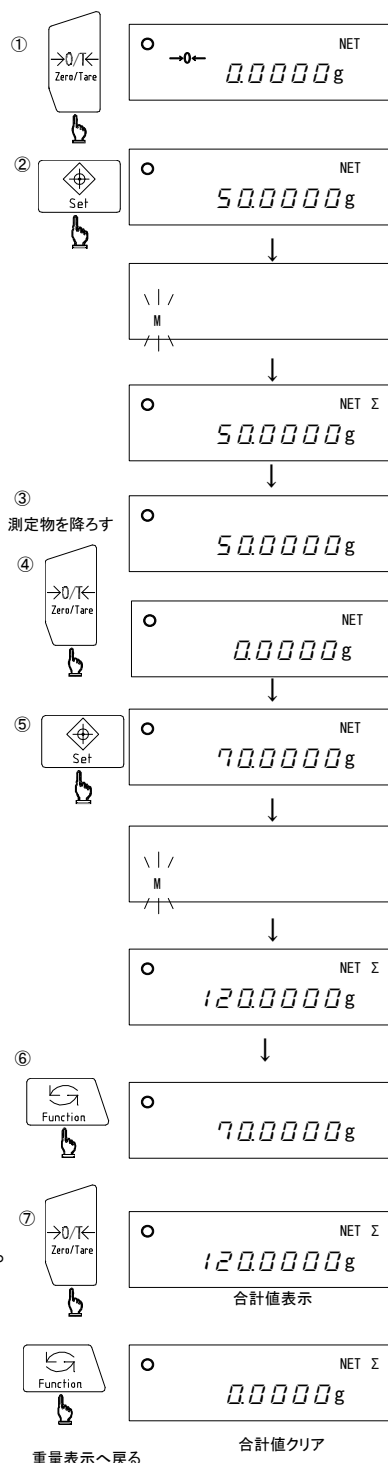 ①
→0/T←
Zero/Tare
→0←
NET
0.0000g
②
Set
NET
50.0000g
↓
M
↓
NET Σ
50.0000g
↓
③
測定物を降ろす
50.0000g
④
→0/T←
Zero/Tare
NET
0.0000g
↓
⑤
Set
NET
70.0000g
↓
M
↓
NET Σ
120.0000g
↓
⑥
Function
70.0000g
⑦
→0/T←
Zero/Tare
NET Σ
120.0000g
。
合計値表示
Function
NET Σ
0.0000g
合計値クリア
重量表示へ戻る